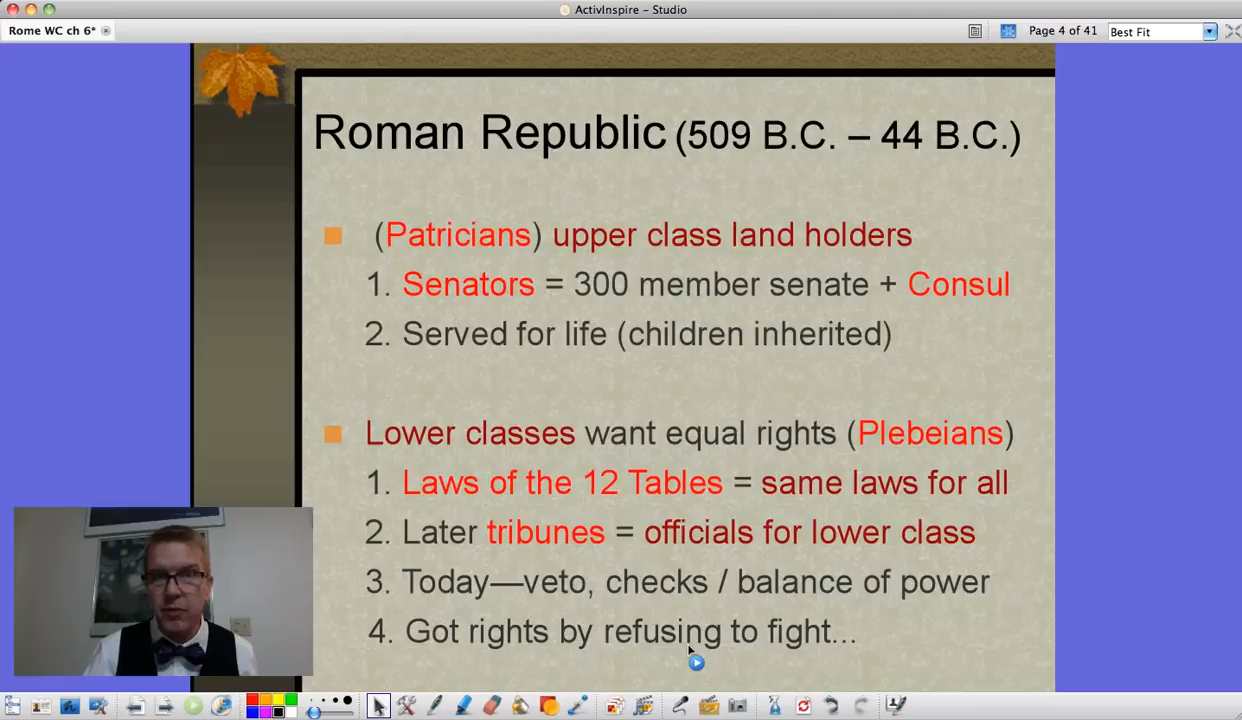 ActivInspire – Studio
Rome WC ch 6*
Page 4 of 41
Best Fit
Roman Republic (509 B.C. – 44 B.C.)
(Patricians) upper class land holders
1. Senators = 300 member senate + Consul
2. Served for life (children inherited)
Lower classes want equal rights (Plebeians)
1. Laws of the 12 Tables = same laws for all
2. Later tribunes = officials for lower class
3. Today—veto, checks / balance of power
4. Got rights by refusing to fight...